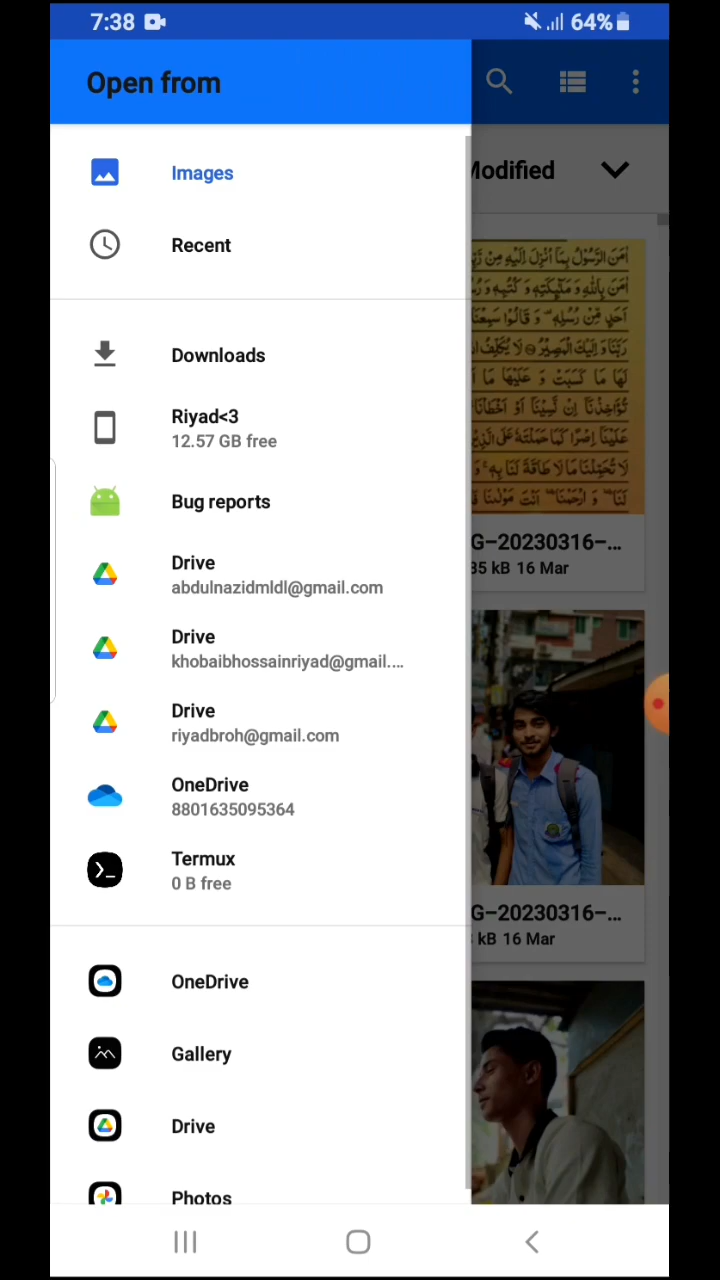 7:38
64%
Open from
Modified
Images
Recent
Downloads
Riyad<3
12.57 GB free
Bug reports
Drive
abdulnazidmldl@gmail.com
Drive
khobaibhossainriyad@gmail....
Drive
riyadbroh@gmail.com
OneDrive
8801635095364
Termux
0 B free
OneDrive
Gallery
Drive
Photos
اٰمَنَ الرَّسُوْلُ بِمَاۤ اُنْزِلَ اِلَيْهِ مِنْ
G-20230316-...
35 kB 16 Mar
G-20230316-...
kB 16 Mar